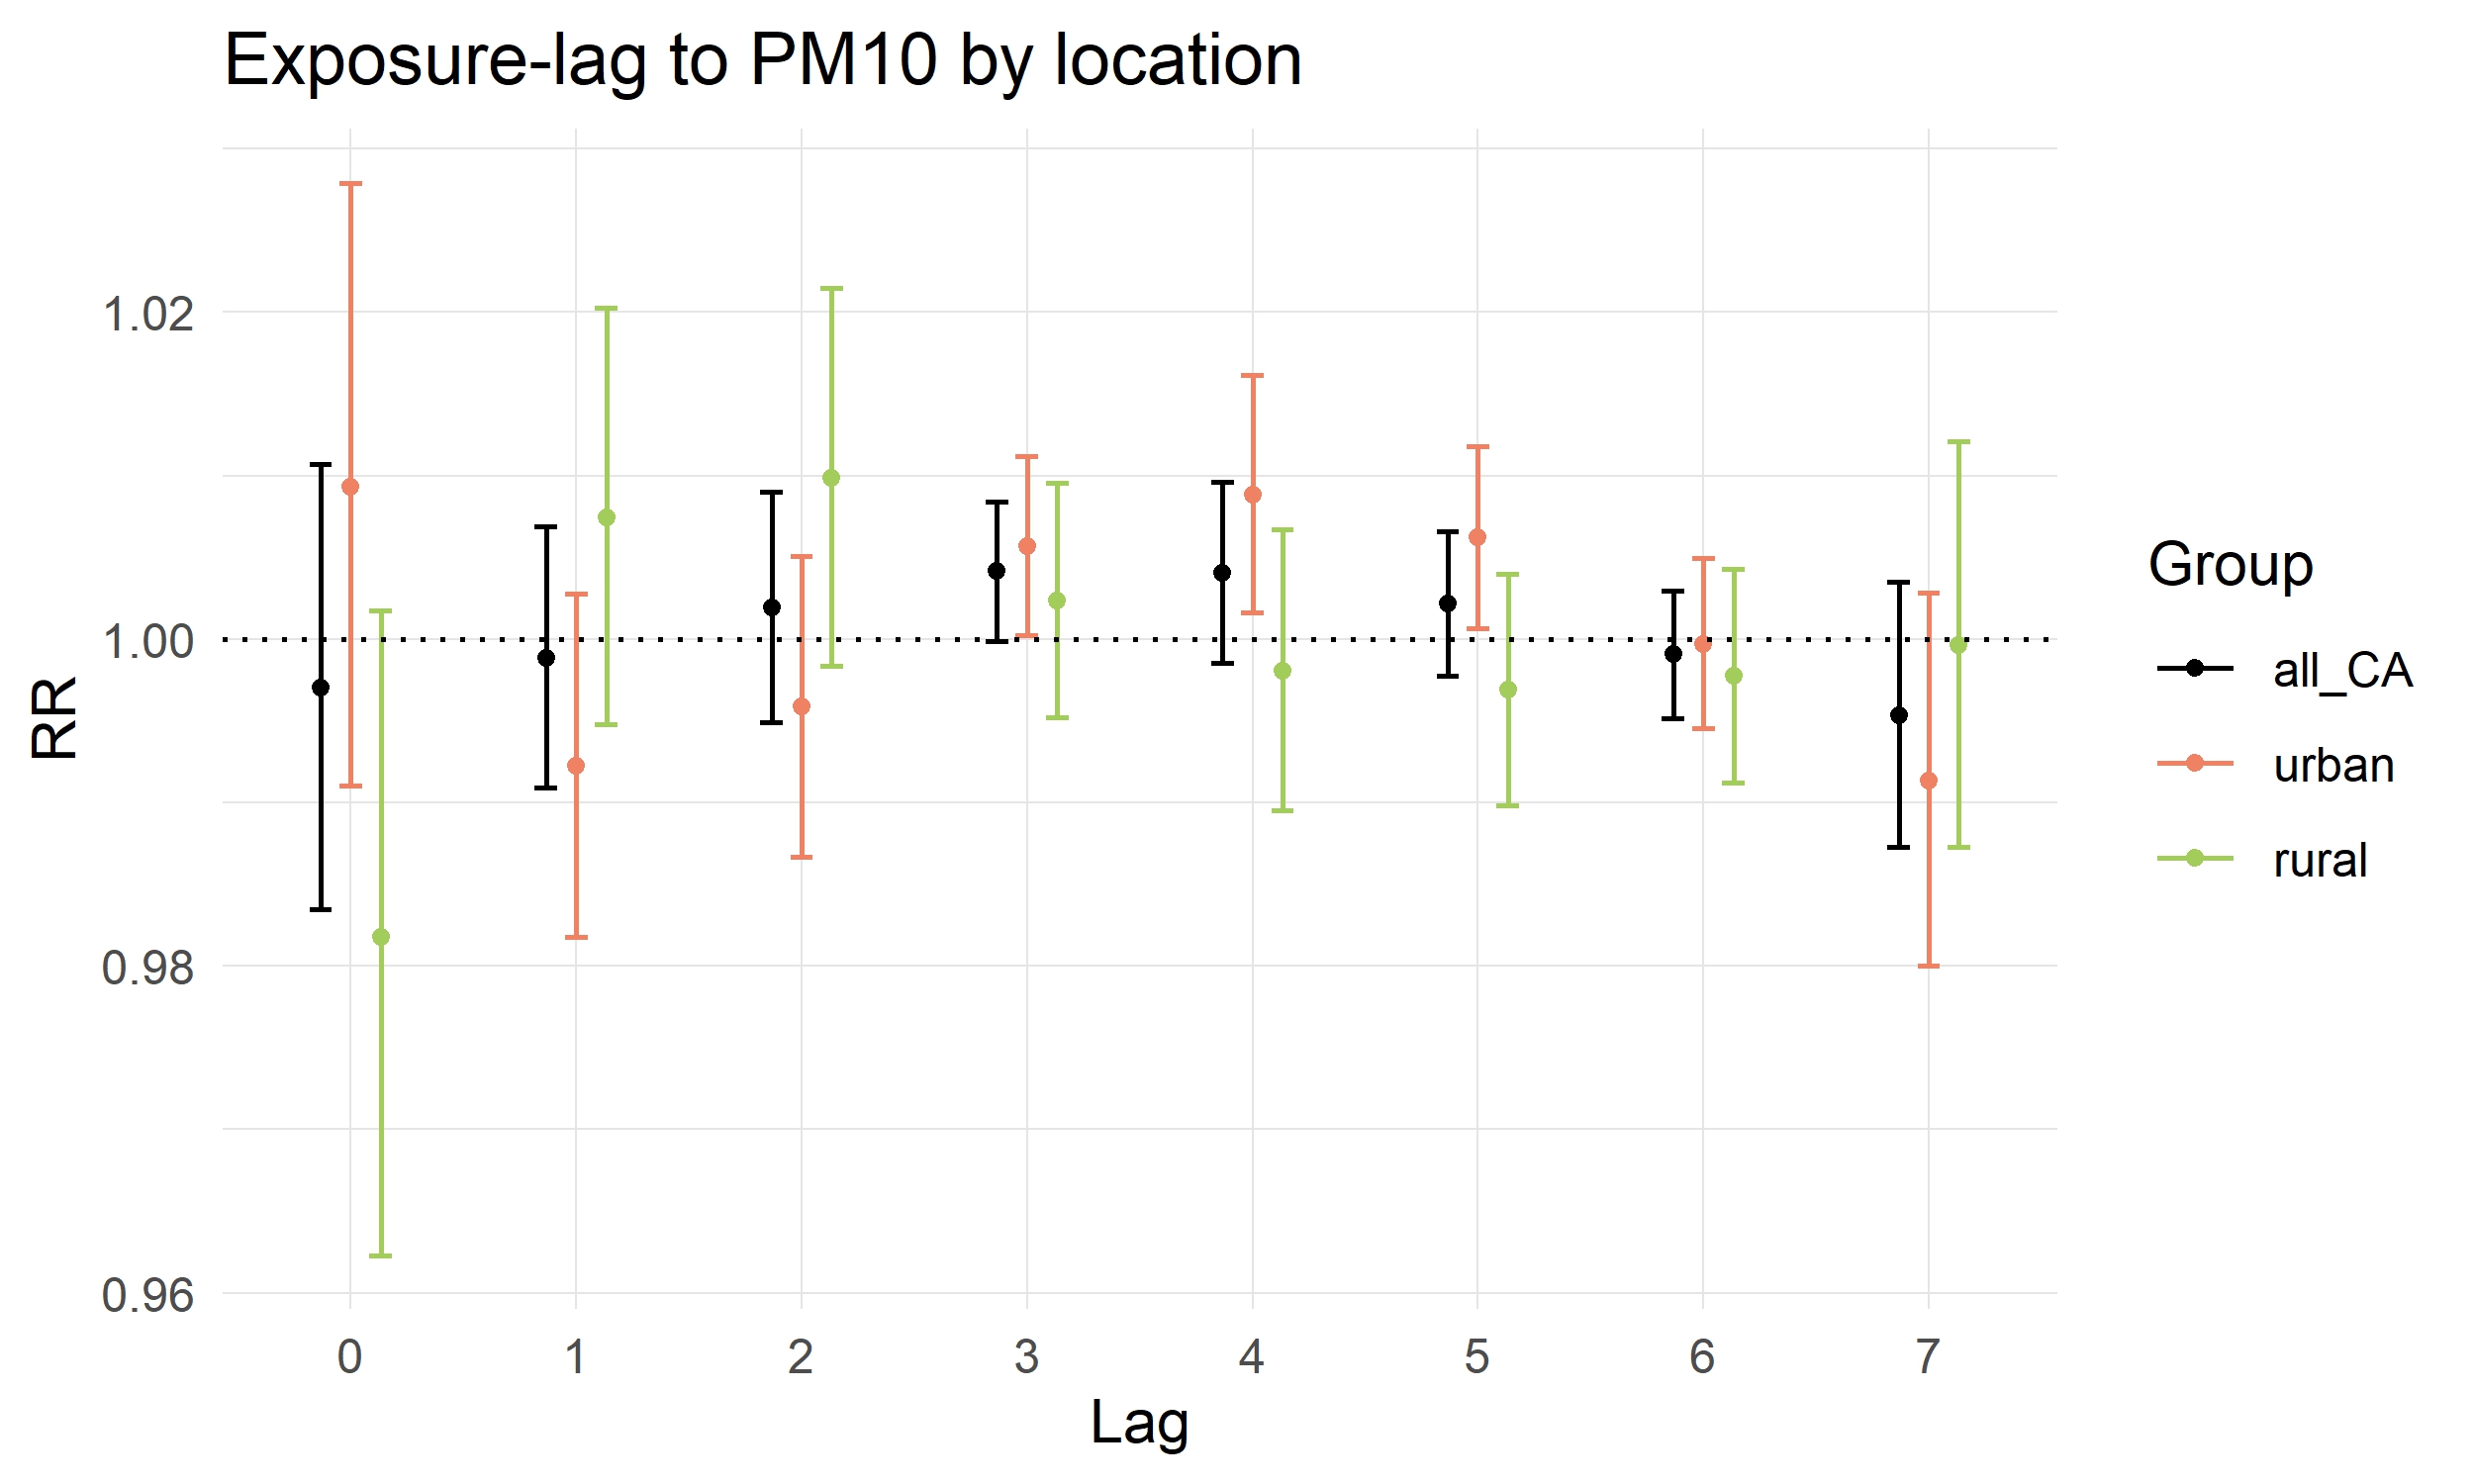 Exposure-lag to PM10 by location
1.02
1.00
0.98
0.96
RR
0 1 2 3 4 5 6 7
Lag
Group
all_CA
urban
rural